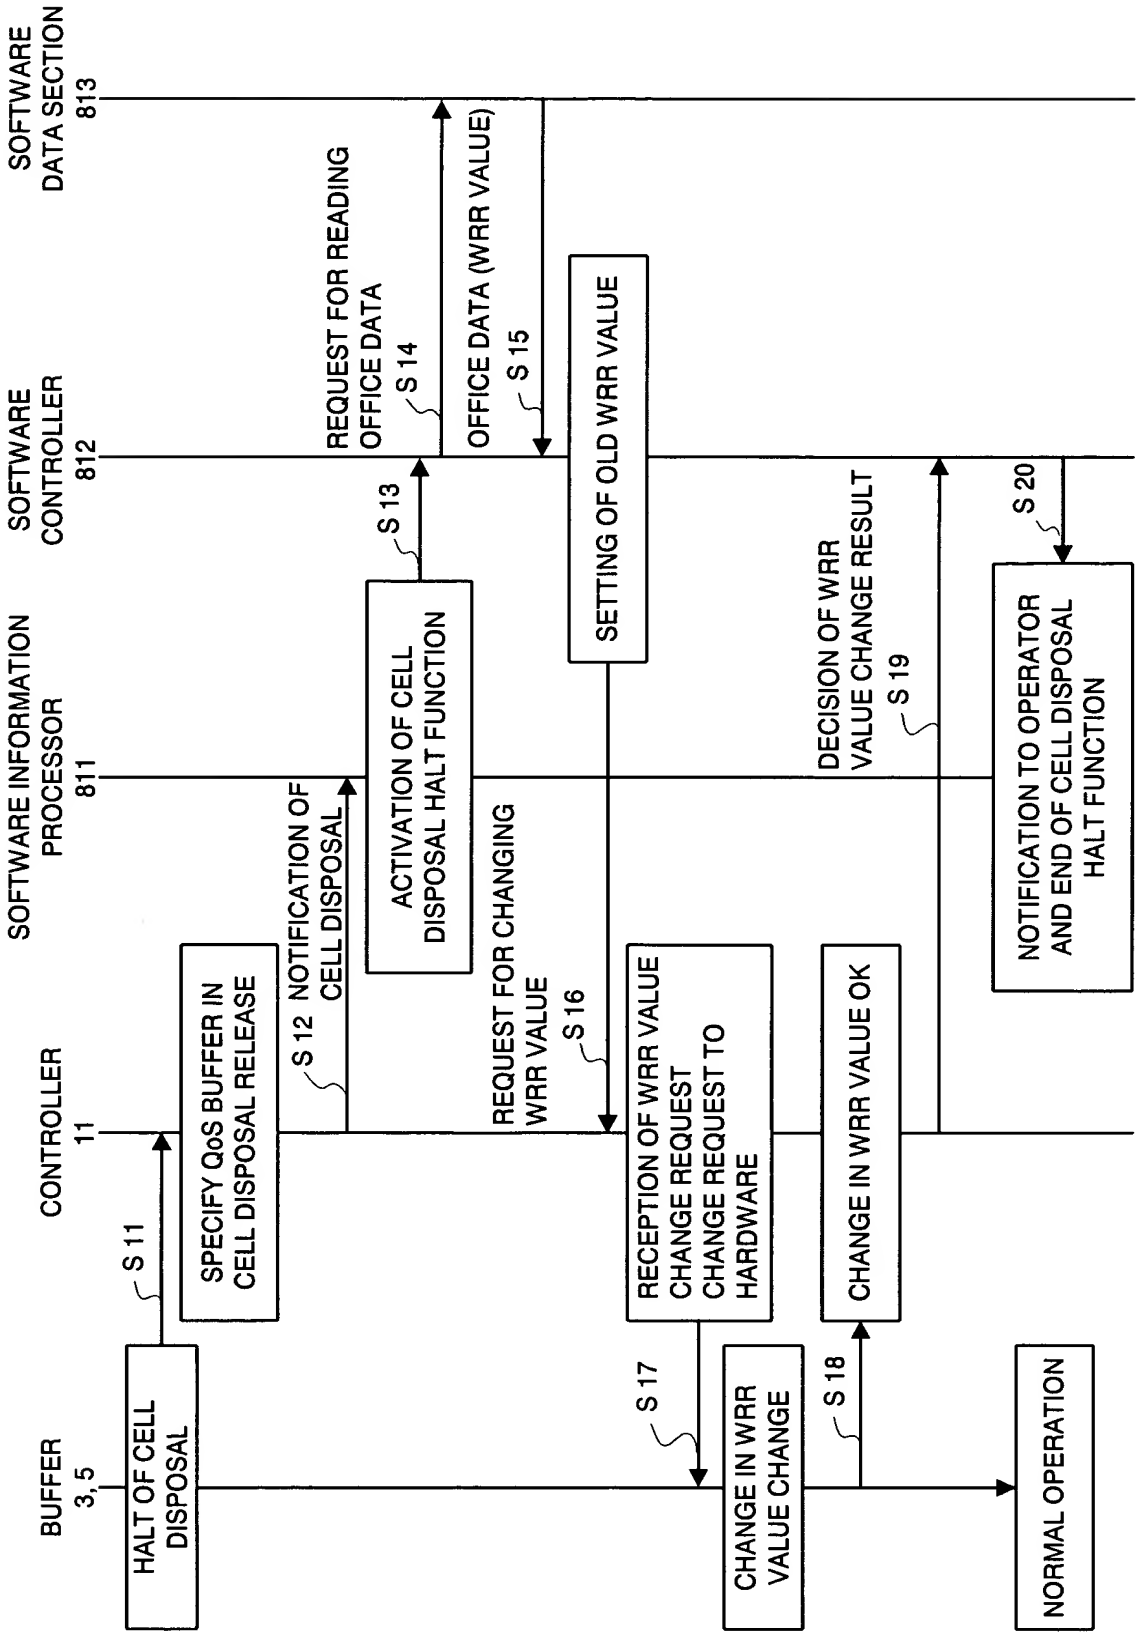 BUFFER
3, 5
CONTROLLER
11
SOFTWARE INFORMATION
PROCESSOR
811
SOFTWARE
CONTROLLER
812
SOFTWARE
DATA SECTION
813
HALT OF CELL
DISPOSAL
S 11
SPECIFY QoS BUFFER IN
CELL DISPOSAL RELEASE
S 12 NOTIFICATION OF
CELL DISPOSAL
ACTIVATION OF CELL
DISPOSAL HALT FUNCTION
S 13
REQUEST FOR READING
OFFICE DATA
S 14
OFFICE DATA (WRR VALUE)
S 15
SETTING OF OLD WRR VALUE
REQUEST FOR CHANGING
WRR VALUE
S 16
RECEPTION OF WRR VALUE
CHANGE REQUEST
CHANGE REQUEST TO
HARDWARE
S 17
CHANGE IN WRR
VALUE CHANGE
S 18
CHANGE IN WRR VALUE OK
DECISION OF WRR
VALUE CHANGE RESULT
S 19
S 20
NOTIFICATION TO OPERATOR
AND END OF CELL DISPOSAL
HALT FUNCTION
NORMAL OPERATION